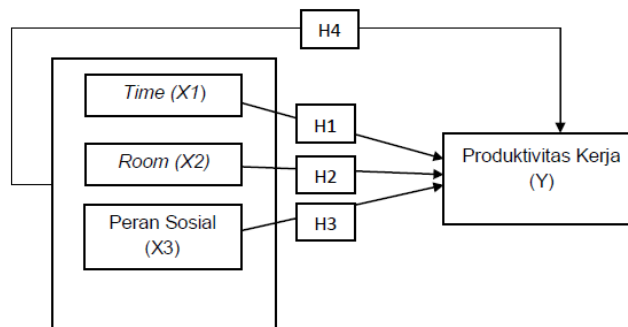 H4
Time (X1)
H1
Room (X2)
H2
Peran Sosial
(X3)
H3
Produktivitas Kerja
(Y)